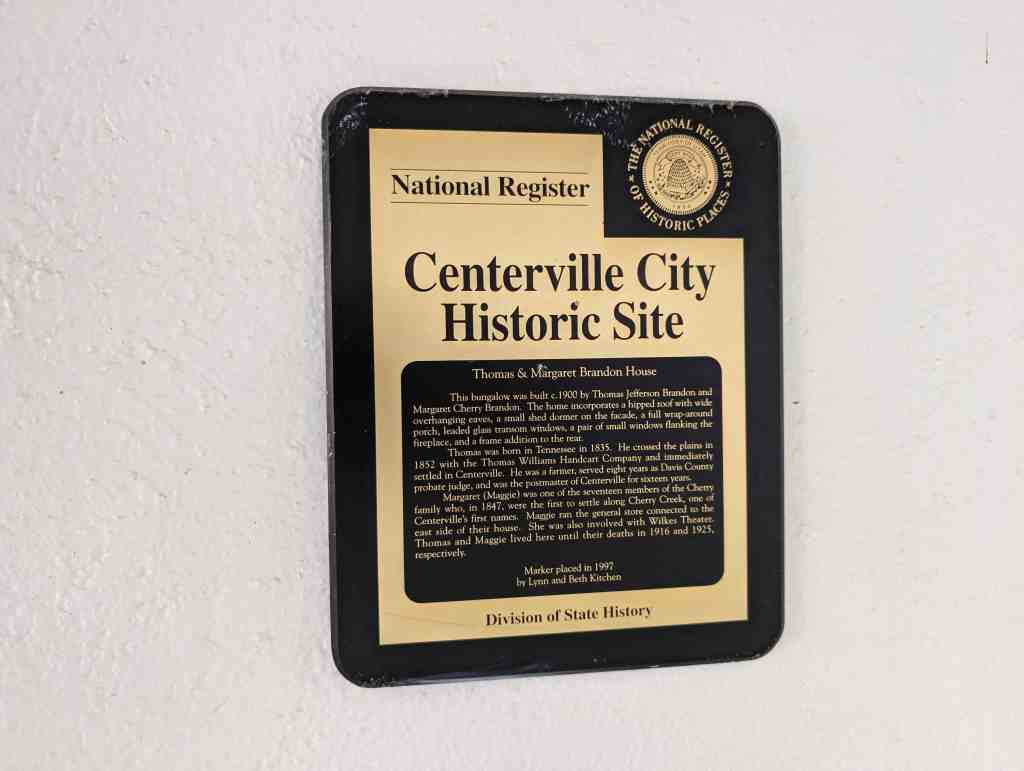 National Register
THE NATIONAL REGISTER
OF HISTORIC PLACES
1896
Centerville City
Historic Site
Thomas & Margaret Brandon House
This bungalow was built c.1900 by Thomas Jefferson Brandon and
Margaret Cherry Brandon. The home incorporates a hipped roof with wide
overhanging eaves, a small shed dormer on the facade, a full wrap-around
porch, leaded glass transom windows, a pair of small windows flanking the
fireplace, and a frame addition to the rear.
Thomas was born in Tennessee in 1835. He crossed the plains in
1852 with the Thomas Williams Handcart Company and immediately
settled in Centerville. He was a farmer, served eight years as Davis County
probate judge, and was the postmaster of Centerville for sixteen years.
Margaret (Maggie) was one of the seventeen members of the Cherry
family who, in 1847, were the first to settle along Cherry Creek, one of
Centerville's first names. Maggie ran the general store connected to the
east side of their house. She was also involved with Wilkes Theater.
Thomas and Maggie lived here until their deaths in 1916 and 1925,
respectively.
Marker placed in 1997
by Lynn and Beth Kitchen
Division of State History